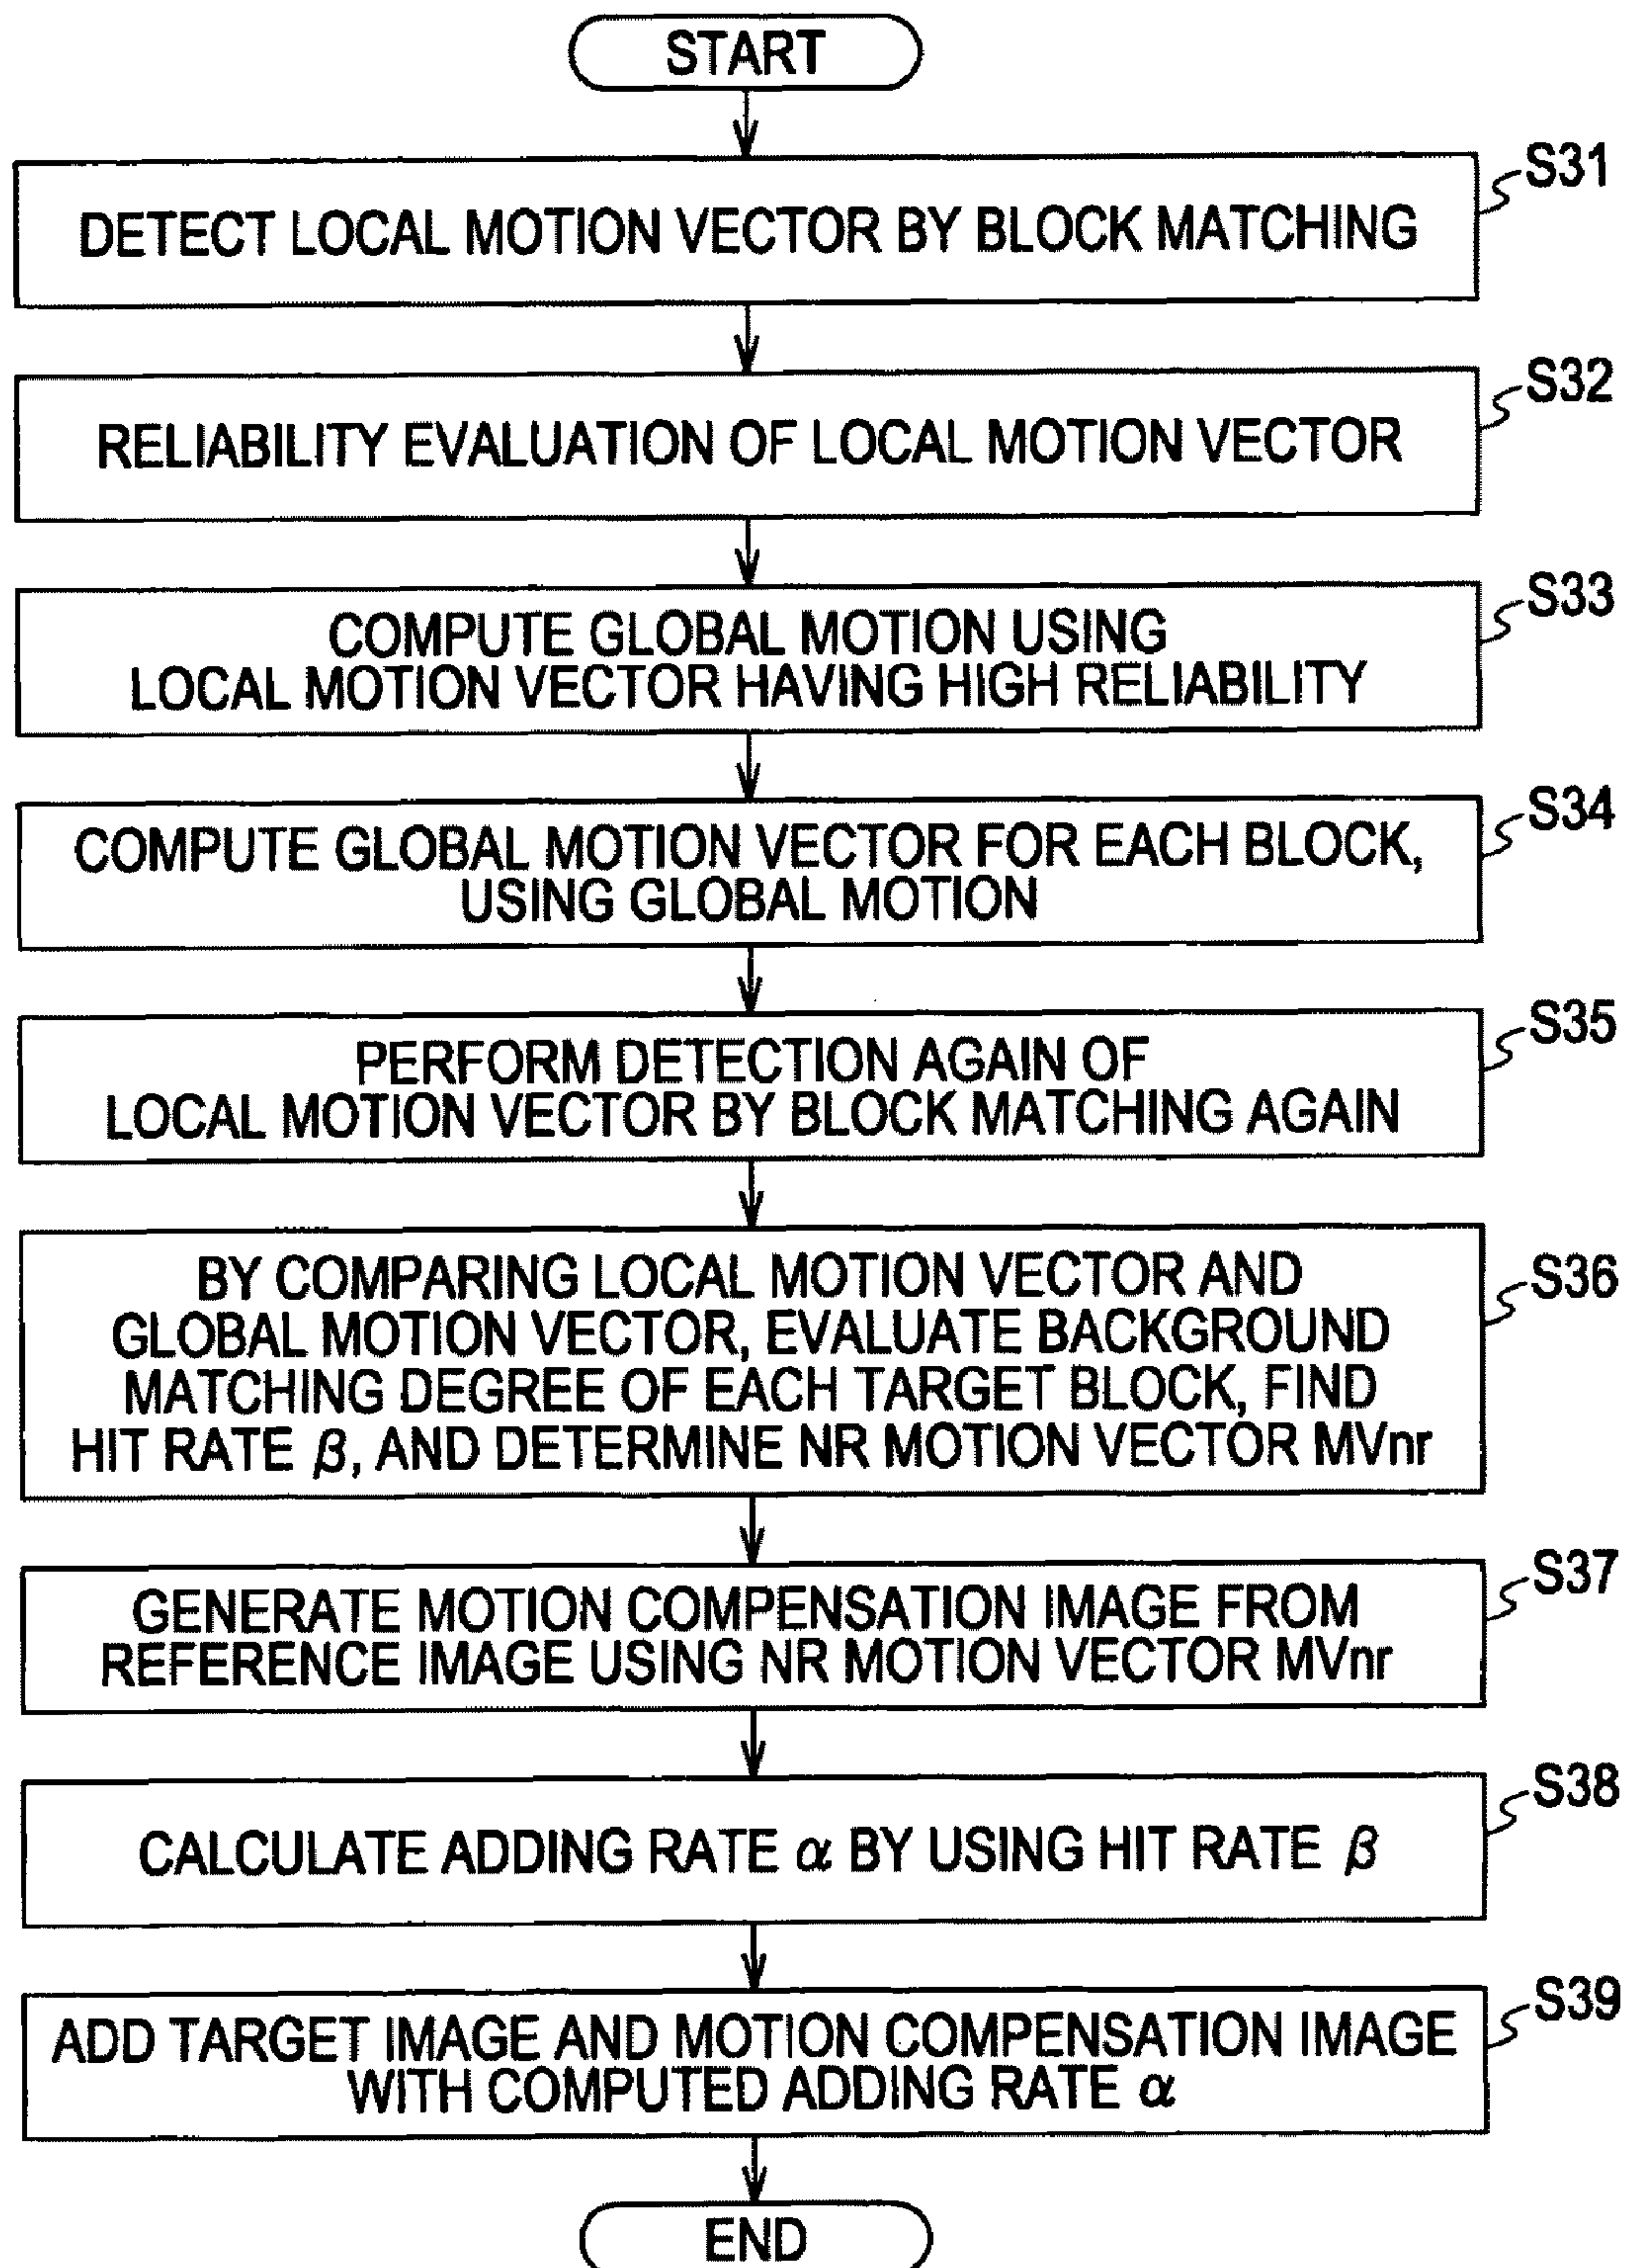 START
S31
DETECT LOCAL MOTION VECTOR BY BLOCK MATCHING
S32
RELIABILITY EVALUATION OF LOCAL MOTION VECTOR
S33
COMPUTE GLOBAL MOTION USING
LOCAL MOTION VECTOR HAVING HIGH RELIABILITY
S34
COMPUTE GLOBAL MOTION VECTOR FOR EACH BLOCK,
USING GLOBAL MOTION
S35
PERFORM DETECTION AGAIN OF
LOCAL MOTION VECTOR BY BLOCK MATCHING AGAIN
S36
BY COMPARING LOCAL MOTION VECTOR AND
GLOBAL MOTION VECTOR, EVALUATE BACKGROUND
MATCHING DEGREE OF EACH TARGET BLOCK, FIND
HIT RATE β, AND DETERMINE NR MOTION VECTOR MVnr
S37
GENERATE MOTION COMPENSATION IMAGE FROM
REFERENCE IMAGE USING NR MOTION VECTOR MVnr
S38
CALCULATE ADDING RATE α BY USING HIT RATE β
S39
ADD TARGET IMAGE AND MOTION COMPENSATION IMAGE
WITH COMPUTED ADDING RATE α
END